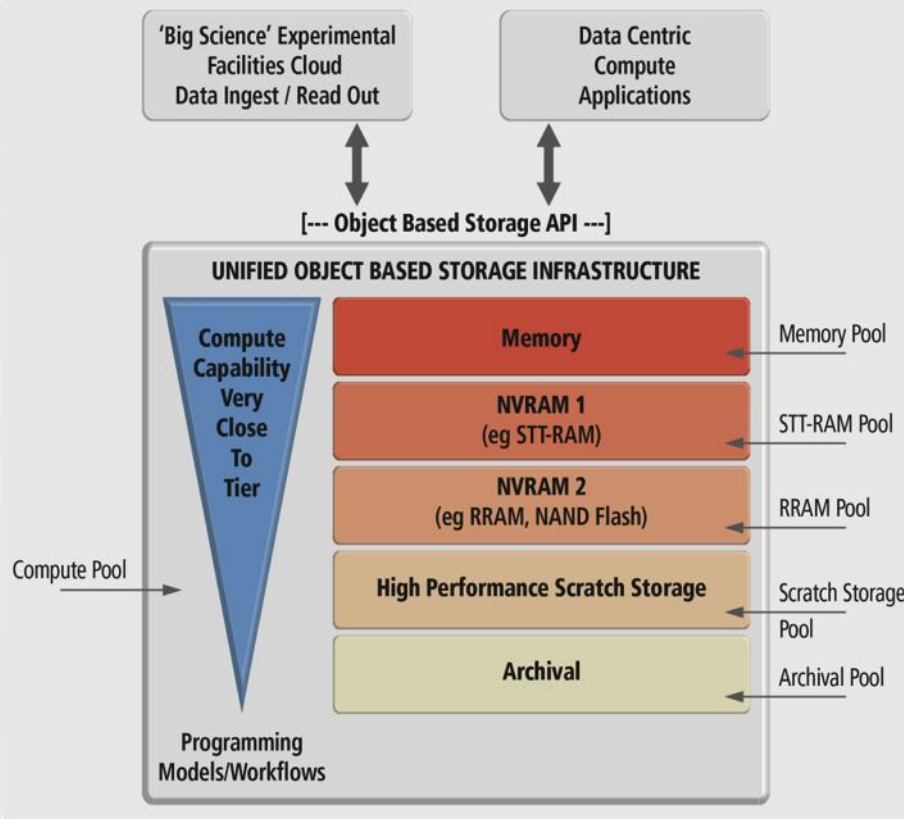 ‘Big Science’ Experimental
Facilities Cloud
Data Ingest / Read Out
Data Centric
Compute
Applications
[--- Object Based Storage API ---]
UNIFIED OBJECT BASED STORAGE INFRASTRUCTURE
Compute
Capability
Very
Close
To
Tier
Memory
Memory Pool
NVRAM 1
(eg STT-RAM)
STT-RAM Pool
NVRAM 2
(eg RRAM, NAND Flash)
RRAM Pool
Compute Pool
High Performance Scratch Storage
Scratch Storage
Pool
Archival
Archival Pool
Programming
Models/Workflows